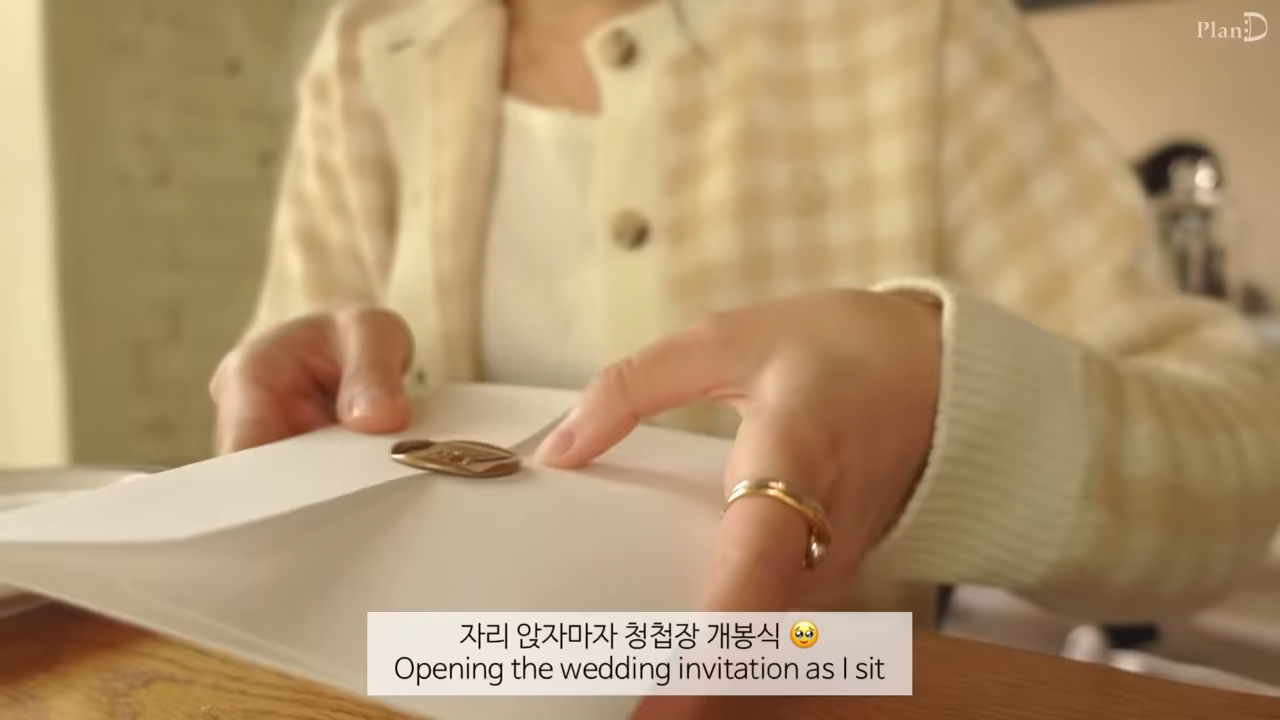 Plan:D
자리 앉자마자 청첩장 개봉식 🥹
Opening the wedding invitation as I sit